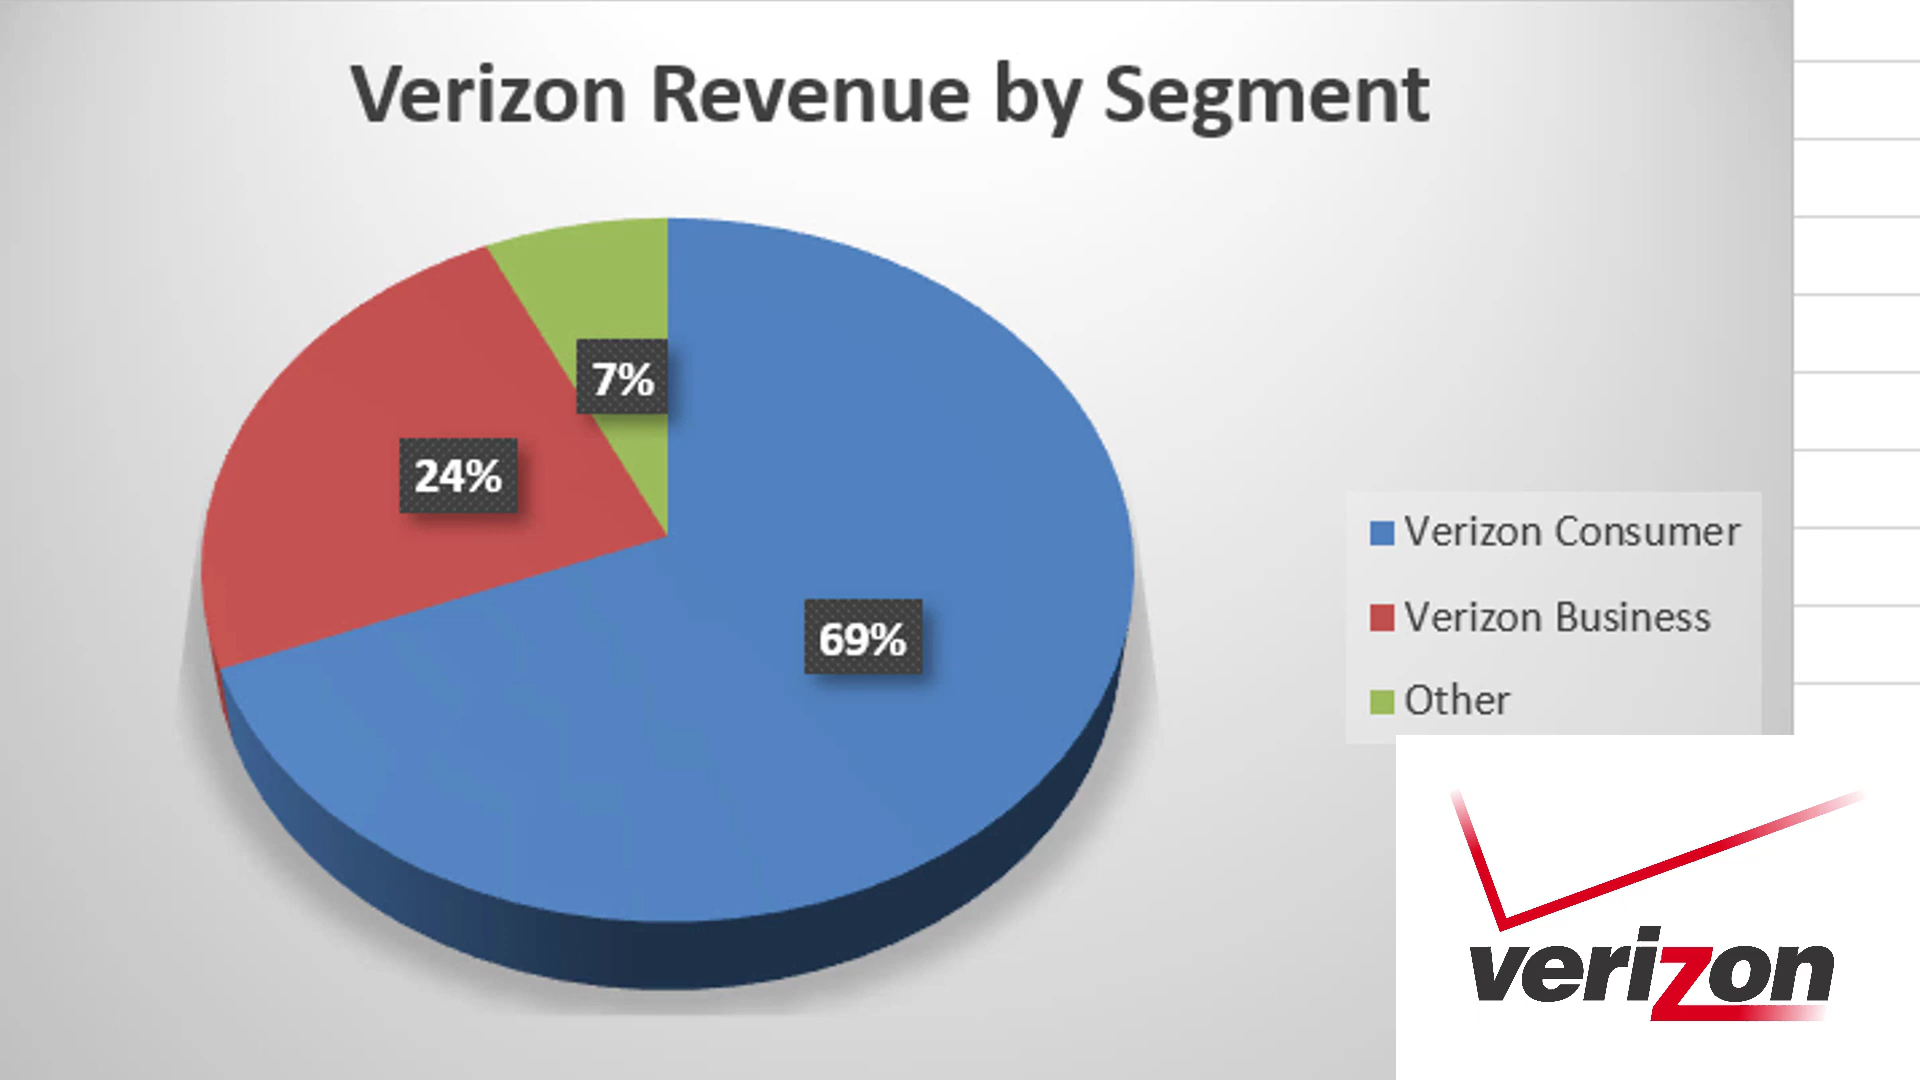 Verizon Revenue by Segment
7%
24%
69%
Verizon Consumer
Verizon Business
Other
verizon